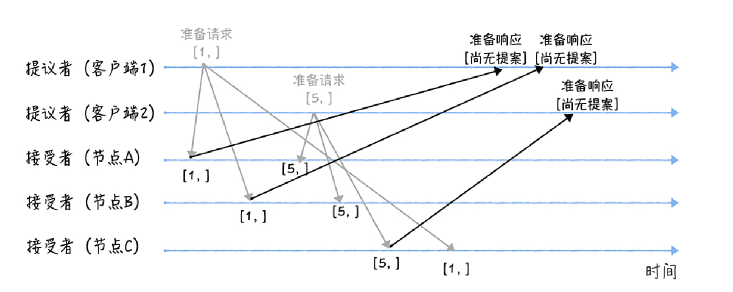 准备请求
[1, ]
准备响应
[尚无提案]
准备响应
[尚无提案]
提议者 (客户端1)
准备请求
[5, ]
准备响应
[尚无提案]
提议者 (客户端2)
接受者 (节点A)
[1, ]
[5, ]
接受者 (节点B)
[1, ]
[5, ]
接受者 (节点C)
[5, ]
[1, ]
时间